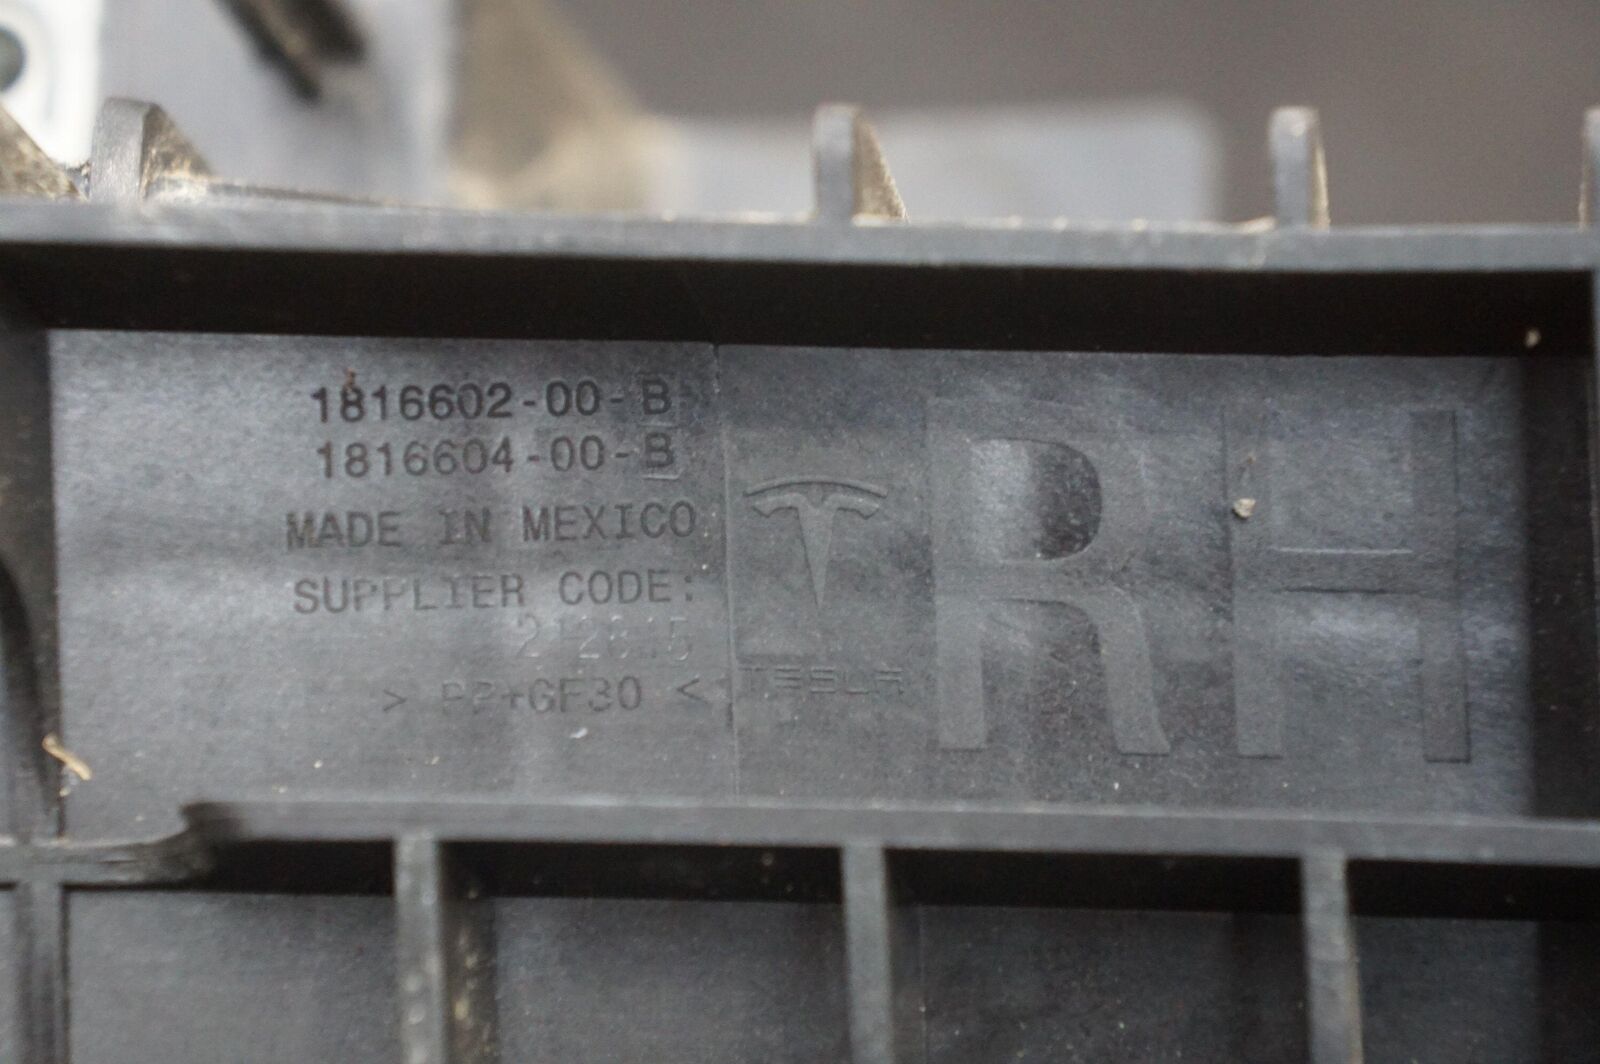 1816602-00-B
1816604-00-B
MADE IN MEXICO
SUPPLIER CODE:
> PP+GF30 <
TESLA
RH